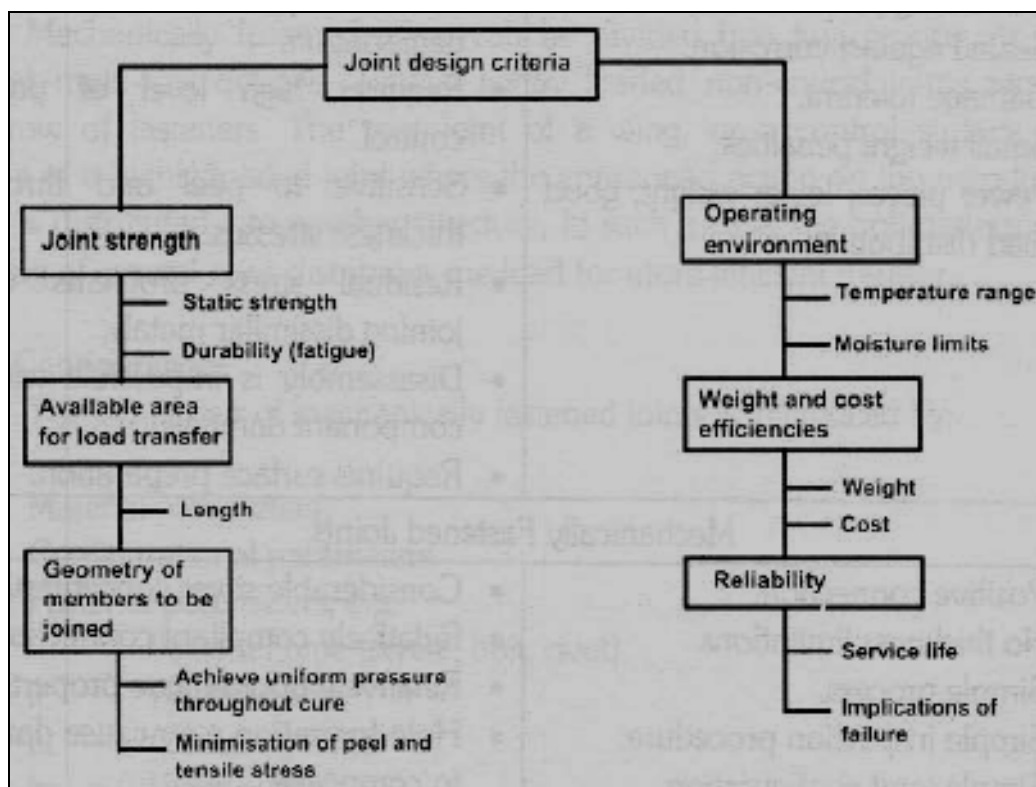 Joint design criteria
Joint strength
Static strength
Durability (fatigue)
Available area
for load transfer
Length
Geometry of
members to be
joined
Achieve uniform pressure
throughout cure
Minimisation of peel and
tensile stress
Operating
environment
Temperature range
Moisture limits
Weight and cost
efficiencies
Weight
Cost
Reliability
Service life
Implications of
failure